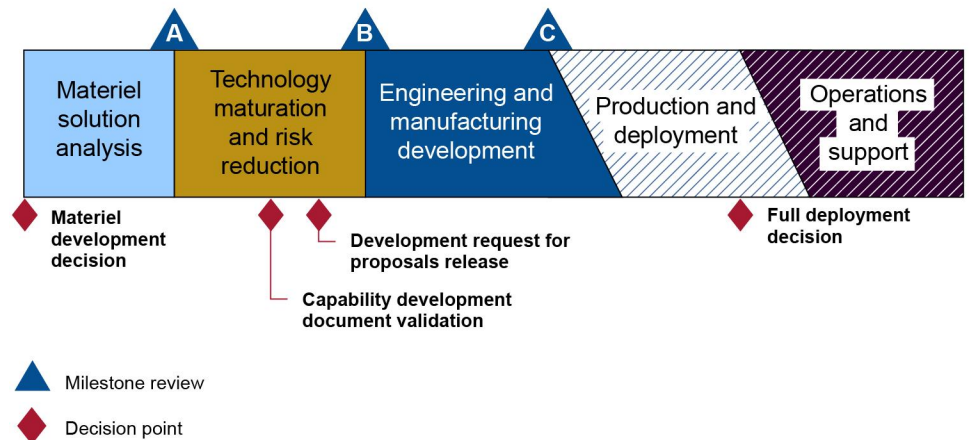 A
B
C
Materiel
solution
analysis
Technology
maturation
and risk
reduction
Engineering and
manufacturing
development
Production and
deployment
Operations
and
support
Materiel
development
decision
Development request for
proposals release
Capability development
document validation
Full deployment
decision
Milestone review
Decision point